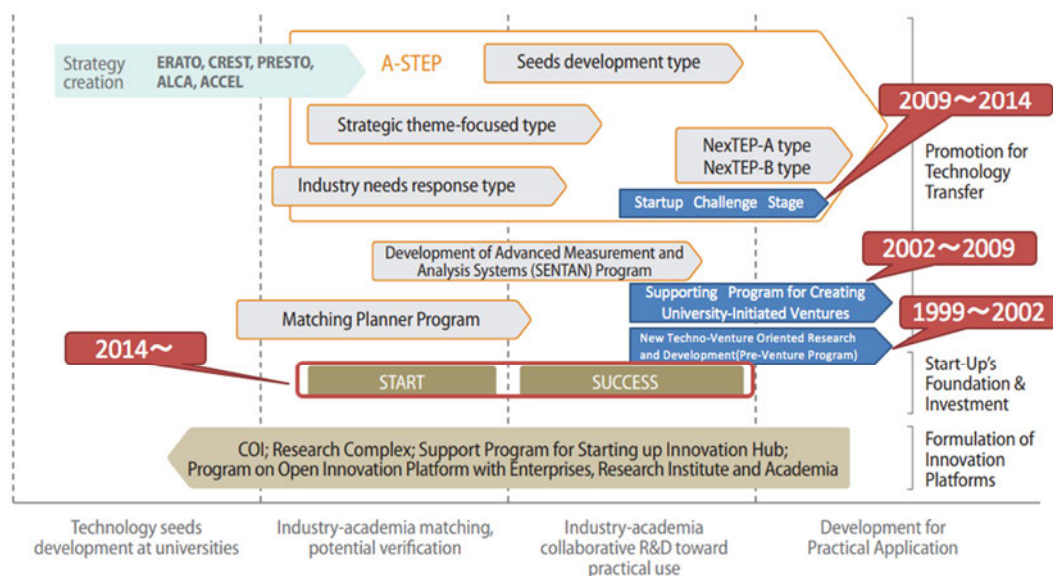 Strategy
creation
ERATO, CREST, PRESTO,
ALCA, ACCEL
A-STEP
Seeds development type
2009～2014
Strategic theme-focused type
NexTEP-A type
NexTEP-B type
Promotion for
Technology
Transfer
Industry needs response type
Startup Challenge Stage
Development of Advanced Measurement and
Analysis Systems (SENTAN) Program
2002～2009
Supporting Program for Creating
University-Initiated Ventures
Matching Planner Program
1999～2002
New Techno-Venture Oriented Research
and Development(Pre-Venture Program)
2014～
START
SUCCESS
Start-Up's
Foundation &
Investment
COI; Research Complex; Support Program for Starting up Innovation Hub;
Program on Open Innovation Platform with Enterprises, Research Institute and Academia
Formulation of
Innovation
Platforms
Technology seeds
development at universities
Industry-academia matching,
potential verification
Industry-academia
collaborative R&D toward
practical use
Development for
Practical Application